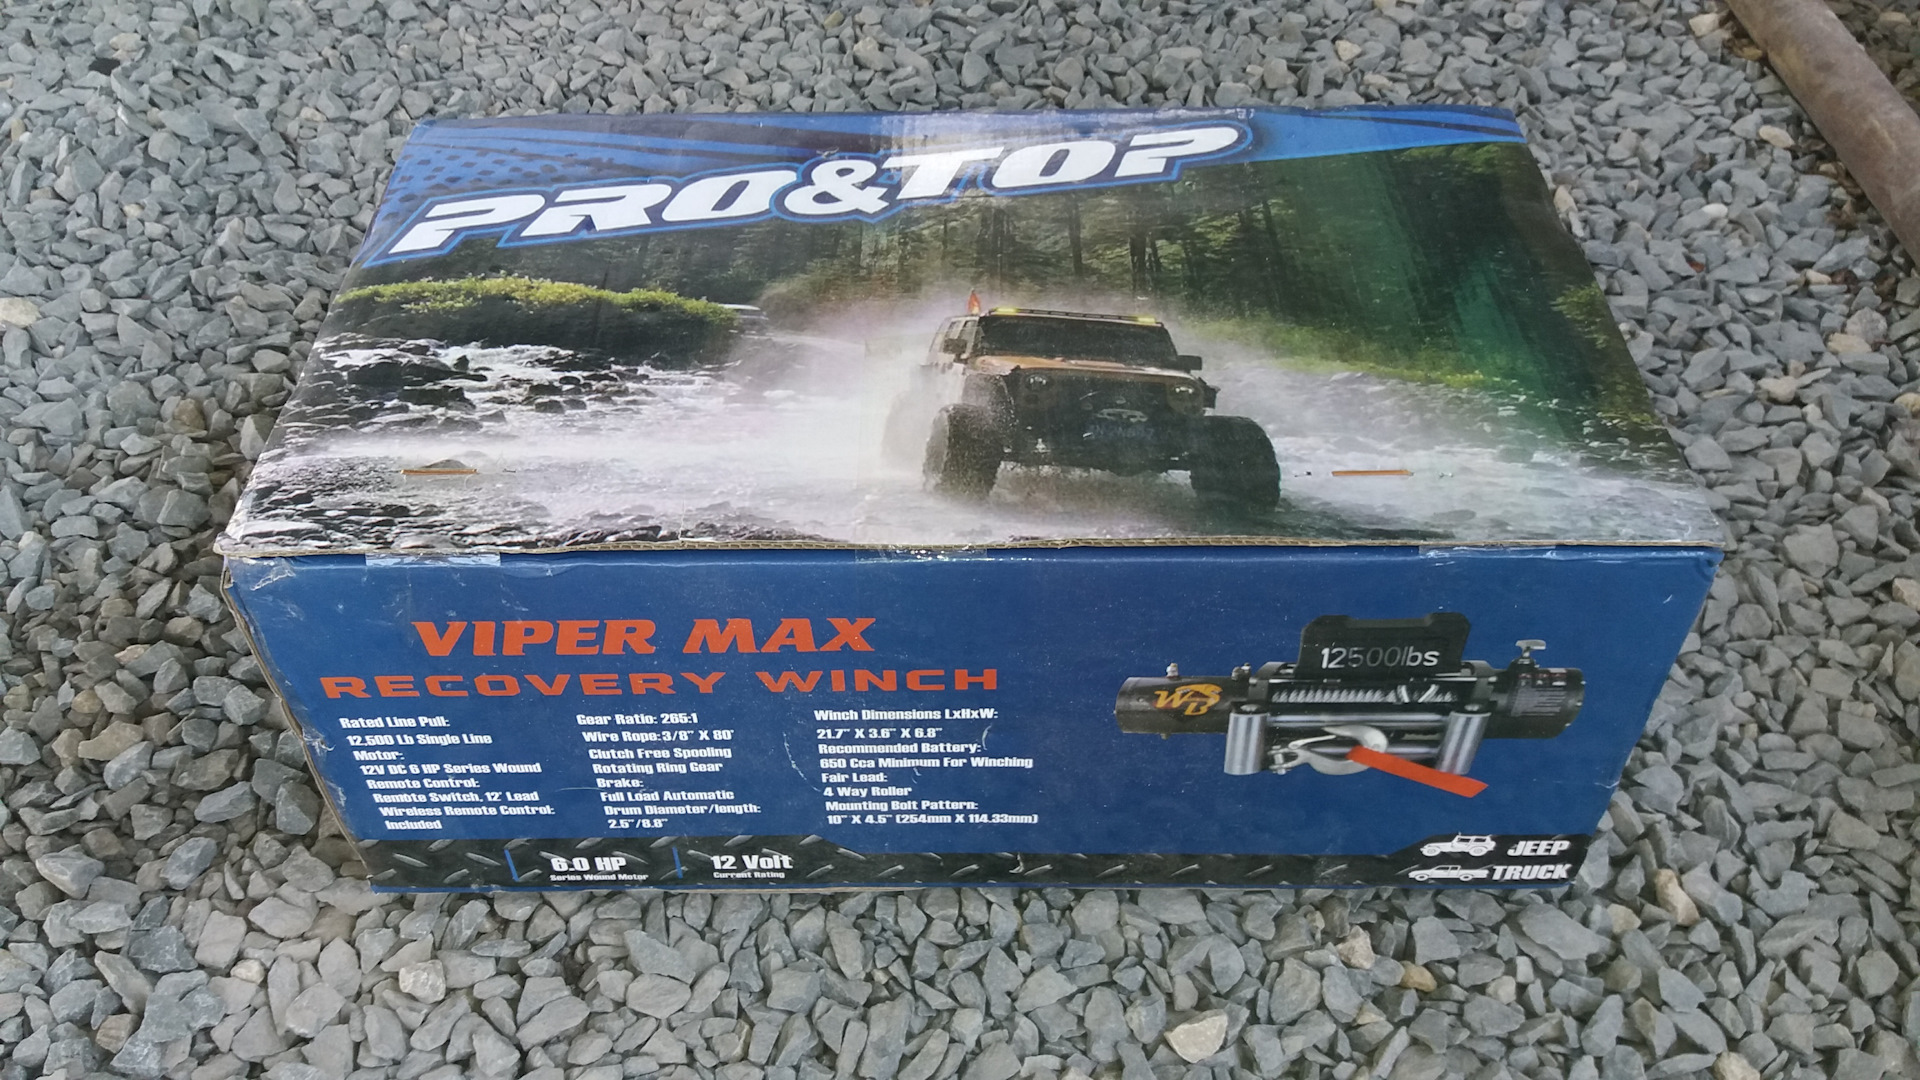 PRO&TOP
VIPER MAX
RECOVERY WINCH
Rated Line Pull:
12,500 Lb Single Line
Motor:
12V DC 6 HP Series Wound
Remote Control:
Remote Switch, 12' Lead
Wireless Remote Control:
Included
Gear Ratio: 265:1
Wire Rope: 3/8" X 80'
Clutch Free Spooling
Rotating Ring Gear
Brake:
Full Load Automatic
Drum Diameter/length:
2.5"/8.8"
Winch Dimensions LxHxW:
21.7" X 3.6" X 6.8"
Recommended Battery:
650 Cca Minimum For Winching
Fair Lead:
4 Way Roller
Mounting Bolt Pattern:
10" X 4.5" (254mm X 114.33mm)
12500lbs
WB
6.0 HP
Series Wound Motor
12 Volt
Current Rating
JEEP
TRUCK